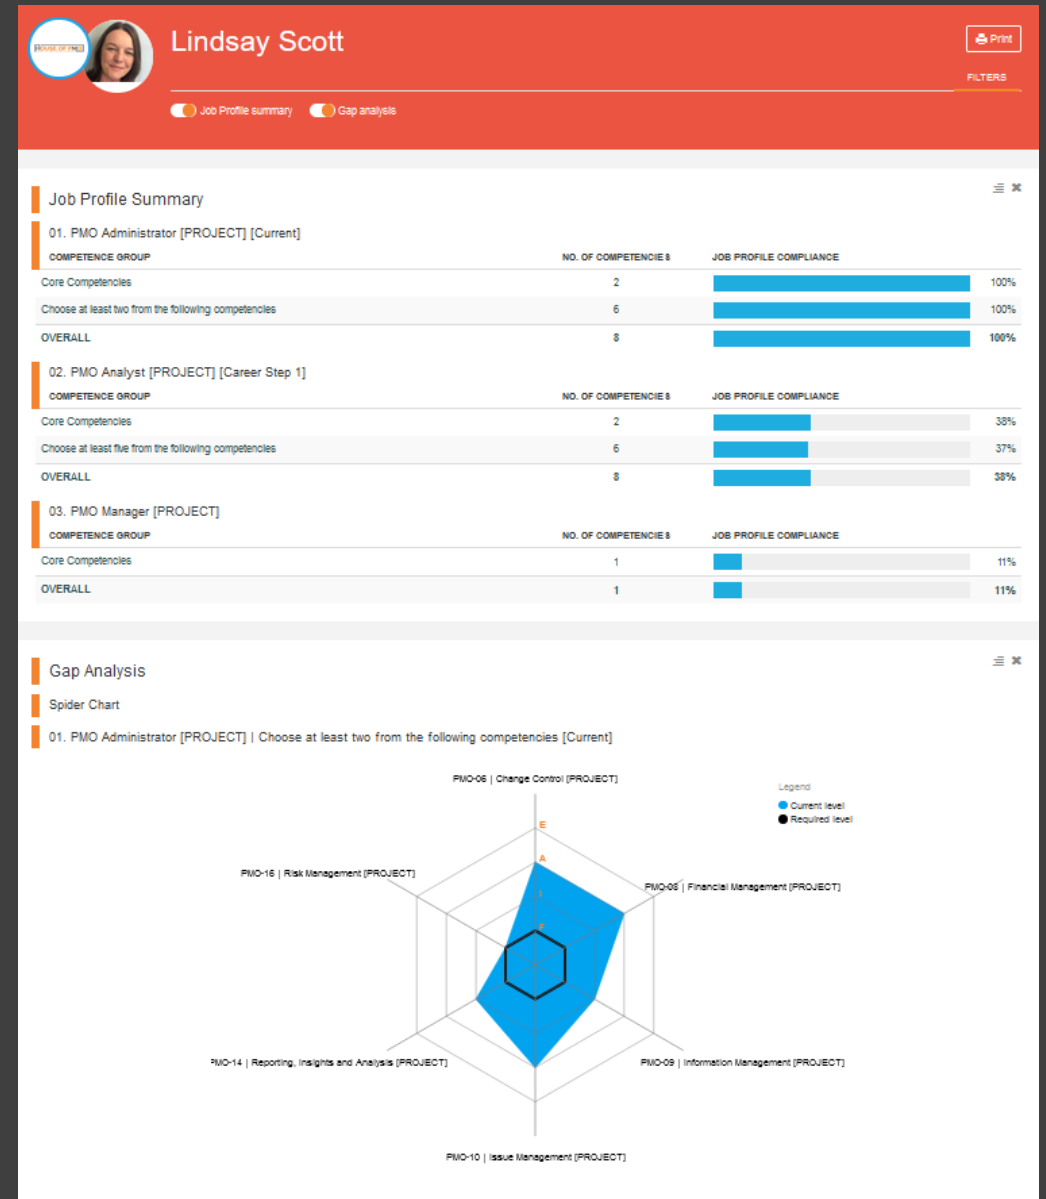 HOUSE OF PMO
Lindsay Scott
Print
FILTERS
Job Profile summary Gap analysis
Job Profile Summary
01. PMO Administrator [PROJECT] [Current]
COMPETENCE GROUP NO. OF COMPETENCIES JOB PROFILE COMPLIANCE
Core Competencies 2 100%
Choose at least two from the following competencies 6 100%
OVERALL 8 100%
02. PMO Analyst [PROJECT] [Career Step 1]
COMPETENCE GROUP NO. OF COMPETENCIES JOB PROFILE COMPLIANCE
Core Competencies 2 38%
Choose at least five from the following competencies 6 37%
OVERALL 8 38%
03. PMO Manager [PROJECT]
COMPETENCE GROUP NO. OF COMPETENCIES JOB PROFILE COMPLIANCE
Core Competencies 1 11%
OVERALL 1 11%
Gap Analysis
Spider Chart
01. PMO Administrator [PROJECT] | Choose at least two from the following competencies [Current]
PMO-06 | Change Control [PROJECT]
Legend
Current level
Required level
E
A
I
F
PMO-16 | Risk Management [PROJECT]
PMO-08 | Financial Management [PROJECT]
PMO-14 | Reporting, Insights and Analysis [PROJECT]
PMO-09 | Information Management [PROJECT]
PMO-10 | Issue Management [PROJECT]